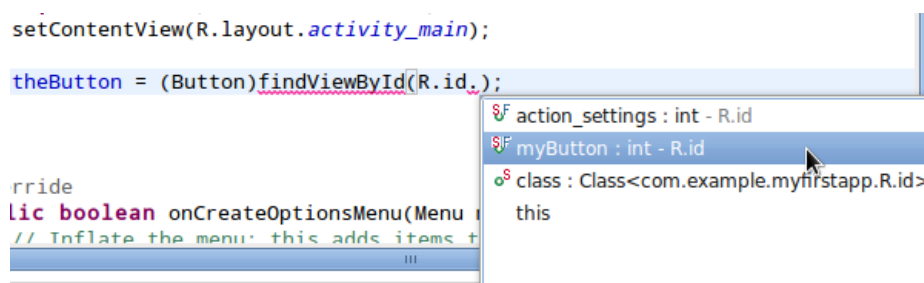 setContentView(R.layout.activity_main);
theButton = (Button)findViewById(R.id.);
action_settings : int - R.id
myButton : int - R.id
class : Class<com.example.myfirstapp.R.id>
this
rride
lic boolean onCreateOptionsMenu(Menu
// Inflate the menu; this adds items t